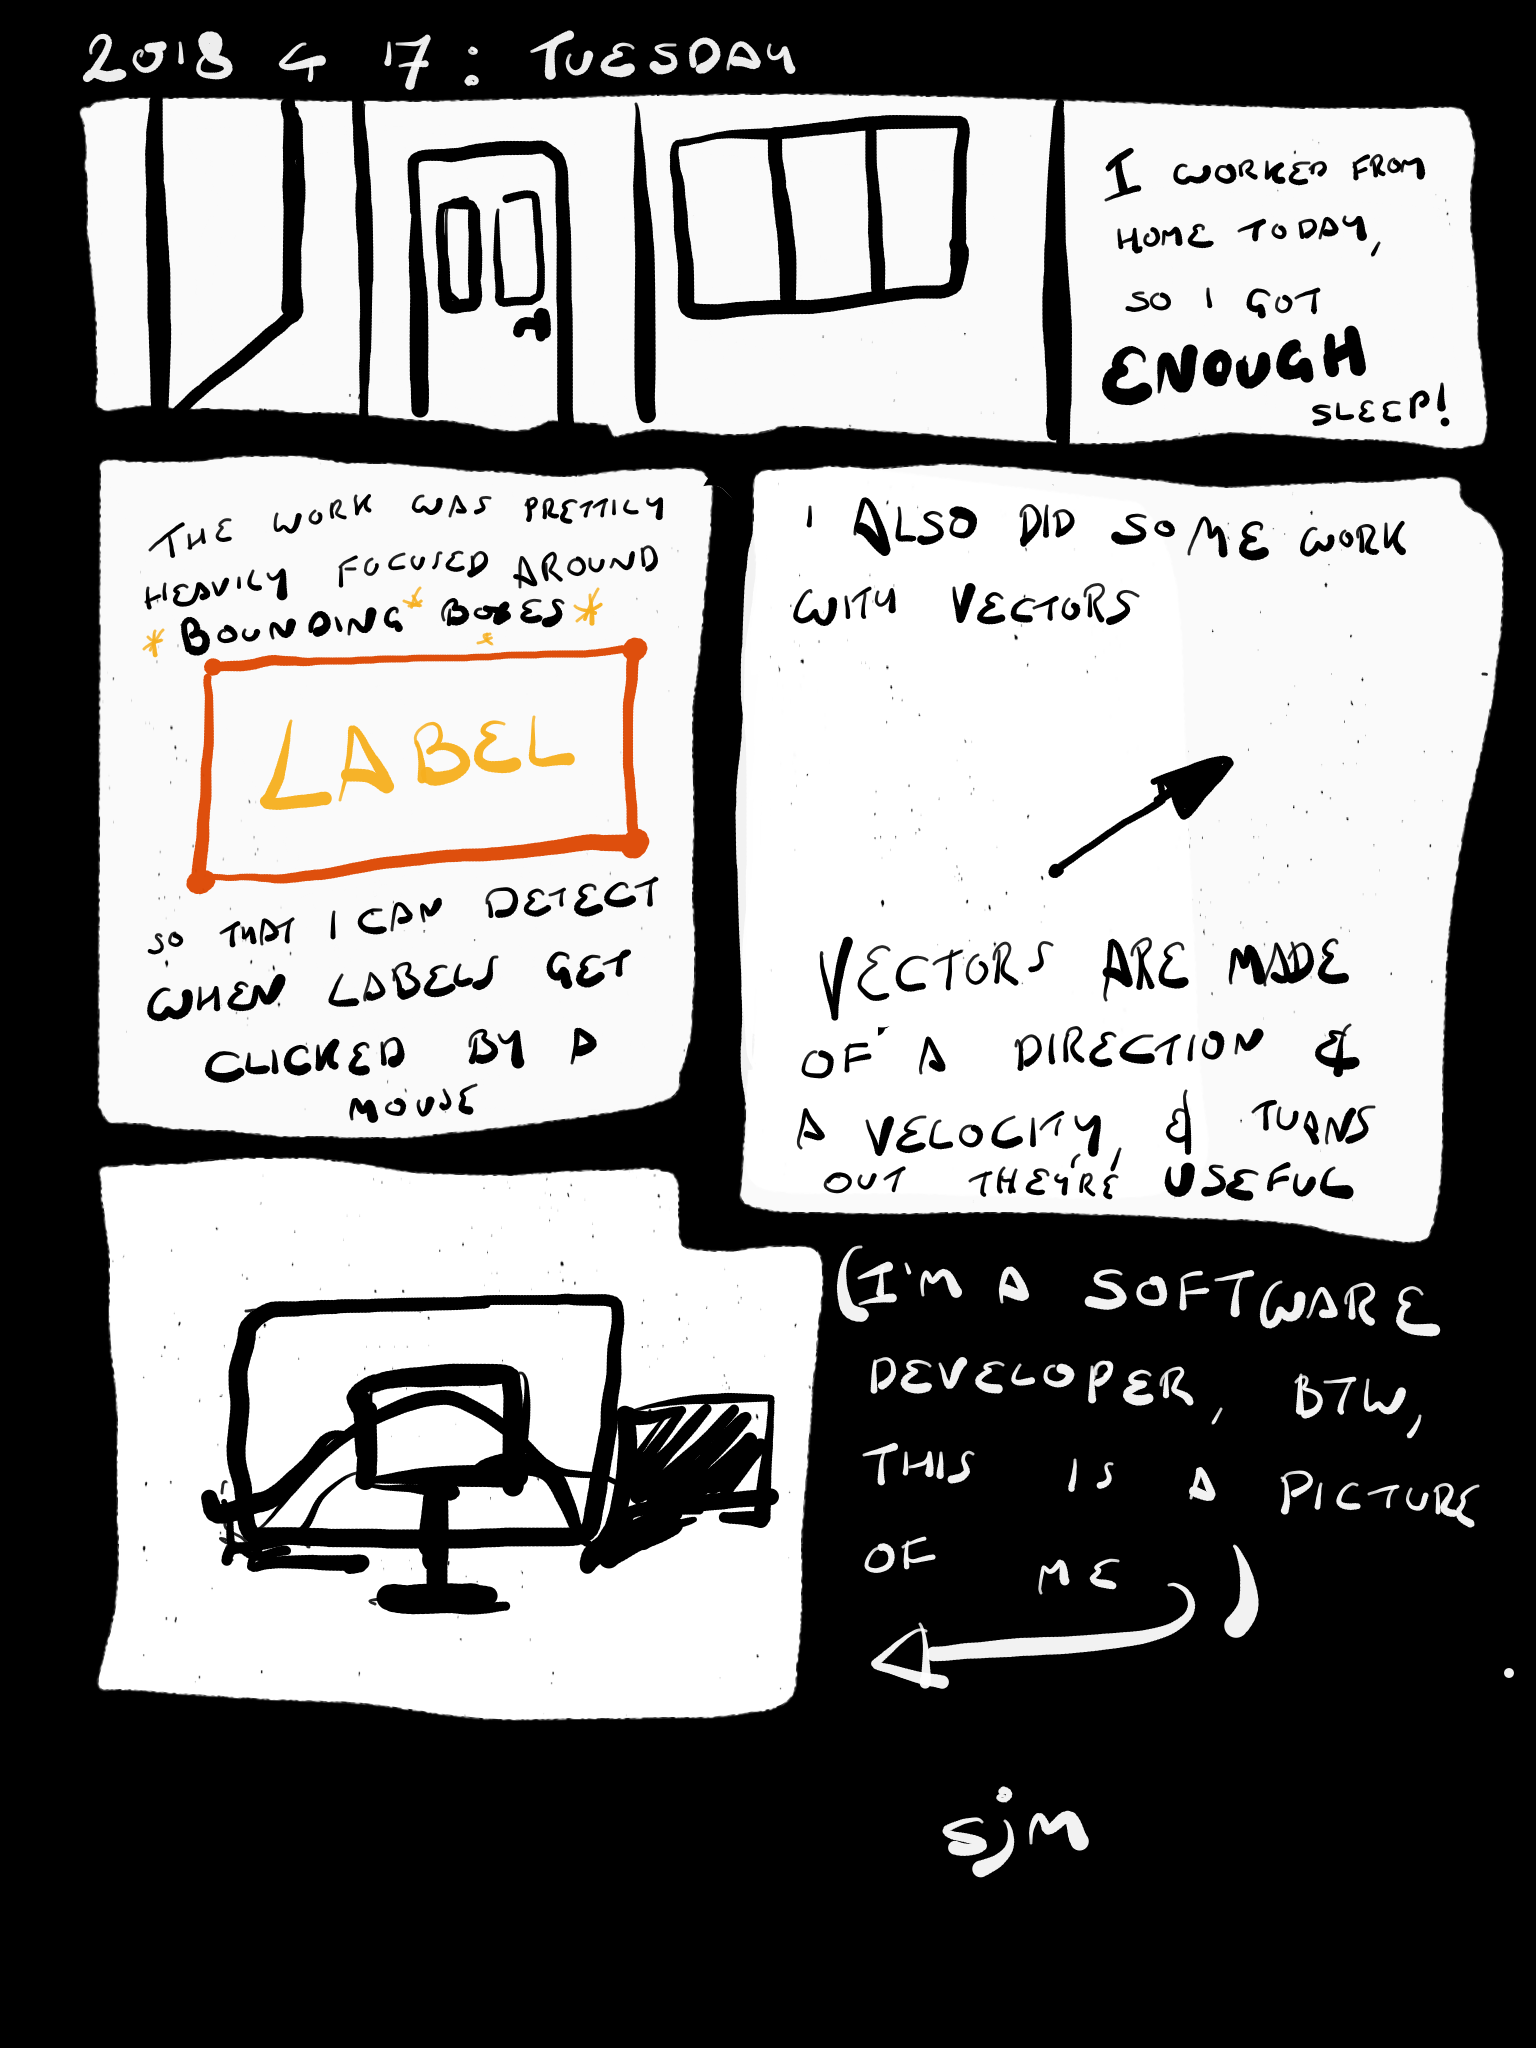 2018 4 17: TUESDAY
I WORKED FROM
HOME TODAY,
SO I GOT
ENOUGH
SLEEP!
THE WORK WAS PRETTILY
HEAVILY FOCUSED AROUND
* BOUNDING * BOXES *
LABEL
SO THAT I CAN DETECT
WHEN LABELS GET
CLICKED BY A
MOUSE
I ALSO DID SOME WORK
WITH VECTORS
VECTORS ARE MADE
OF A DIRECTION &
A VELOCITY, & TURNS
OUT THEY'RE USEFUL
(I'M A SOFTWARE
DEVELOPER, BTW,
THIS IS A PICTURE
OF ME )
sjm